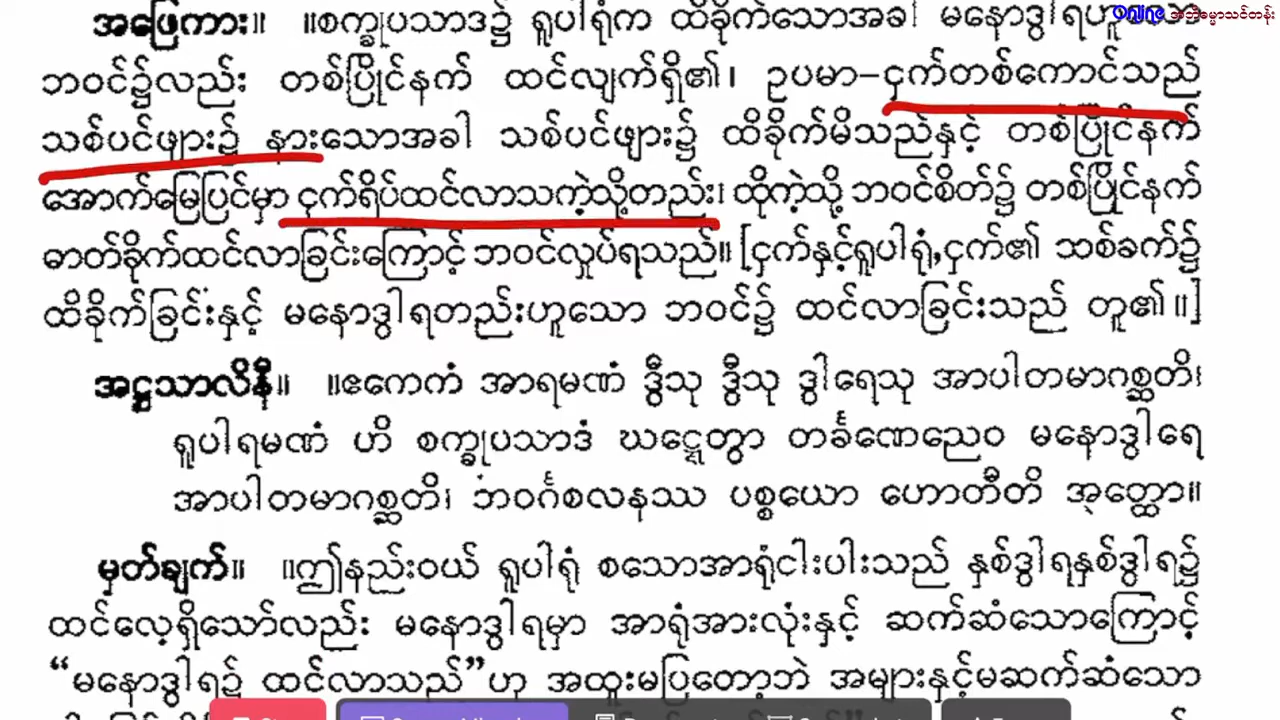 Online အဘိဓမ္မာသင်တန်း
အဖြေကား။ ။စက္ခုပသာဒ၌ ရူပါရုံက ထိခိုက်သောအခါ မနောဒွါရဟူသော
ဘဝင်၌လည်း တစ်ပြိုင်နက် ထင်လျက်ရှိ၏၊ ဥပမာ–ငှက်တစ်ကောင်သည်
သစ်ပင်ဖျား၌ နားသောအခါ သစ်ပင်ဖျား၌ ထိခိုက်မိသည်နှင့် တစ်ပြိုင်နက်
အောက်မြေပြင်မှာ ငှက်ရိပ်ထင်လာသကဲ့သို့တည်း၊ ထိုကဲ့သို့ ဘဝင်စိတ်၌ တစ်ပြိုင်နက်
ဓာတ်ခိုက်ထင်လာခြင်းကြောင့် ဘဝင်လှုပ်ရသည်။ [ငှက်နှင့်ရူပါရုံ,ငှက်၏ သစ်ခက်၌
ထိခိုက်ခြင်းနှင့် မနောဒွါရတည်းဟူသော ဘဝင်၌ ထင်လာခြင်းသည် တူ၏။]
အဋ္ဌသာလိနီ။ ။ဧကေကံ အာရမဏံ ဒွီသု ဒွီသု ဒွါရေသု အာပါတမာဂစ္ဆတိ၊
ရူပါရမဏံ ဟိ စက္ခုပသာဒံ ဃဋ္ဋေတွာ တင်္ခဏေညေဝ မနောဒွါရေ
အာပါတမာဂစ္ဆတိ၊ ဘဝင်္ဂစလနဿ ပစ္စယော ဟောတီတိ အတ္ထော။
မှတ်ချက်။ ။ဤနည်းဝယ် ရူပါရုံ စသောအာရုံငါးပါးသည် နှစ်ဒွါရနှစ်ဒွါရ၌
ထင်လေ့ရှိသော်လည်း မနောဒွါရမှာ အာရုံအားလုံးနှင့် ဆက်ဆံသောကြောင့်
“မနောဒွါရ၌ ထင်လာသည်”ဟု အထူးမပြတော့ဘဲ အများနှင့်မဆက်ဆံသော